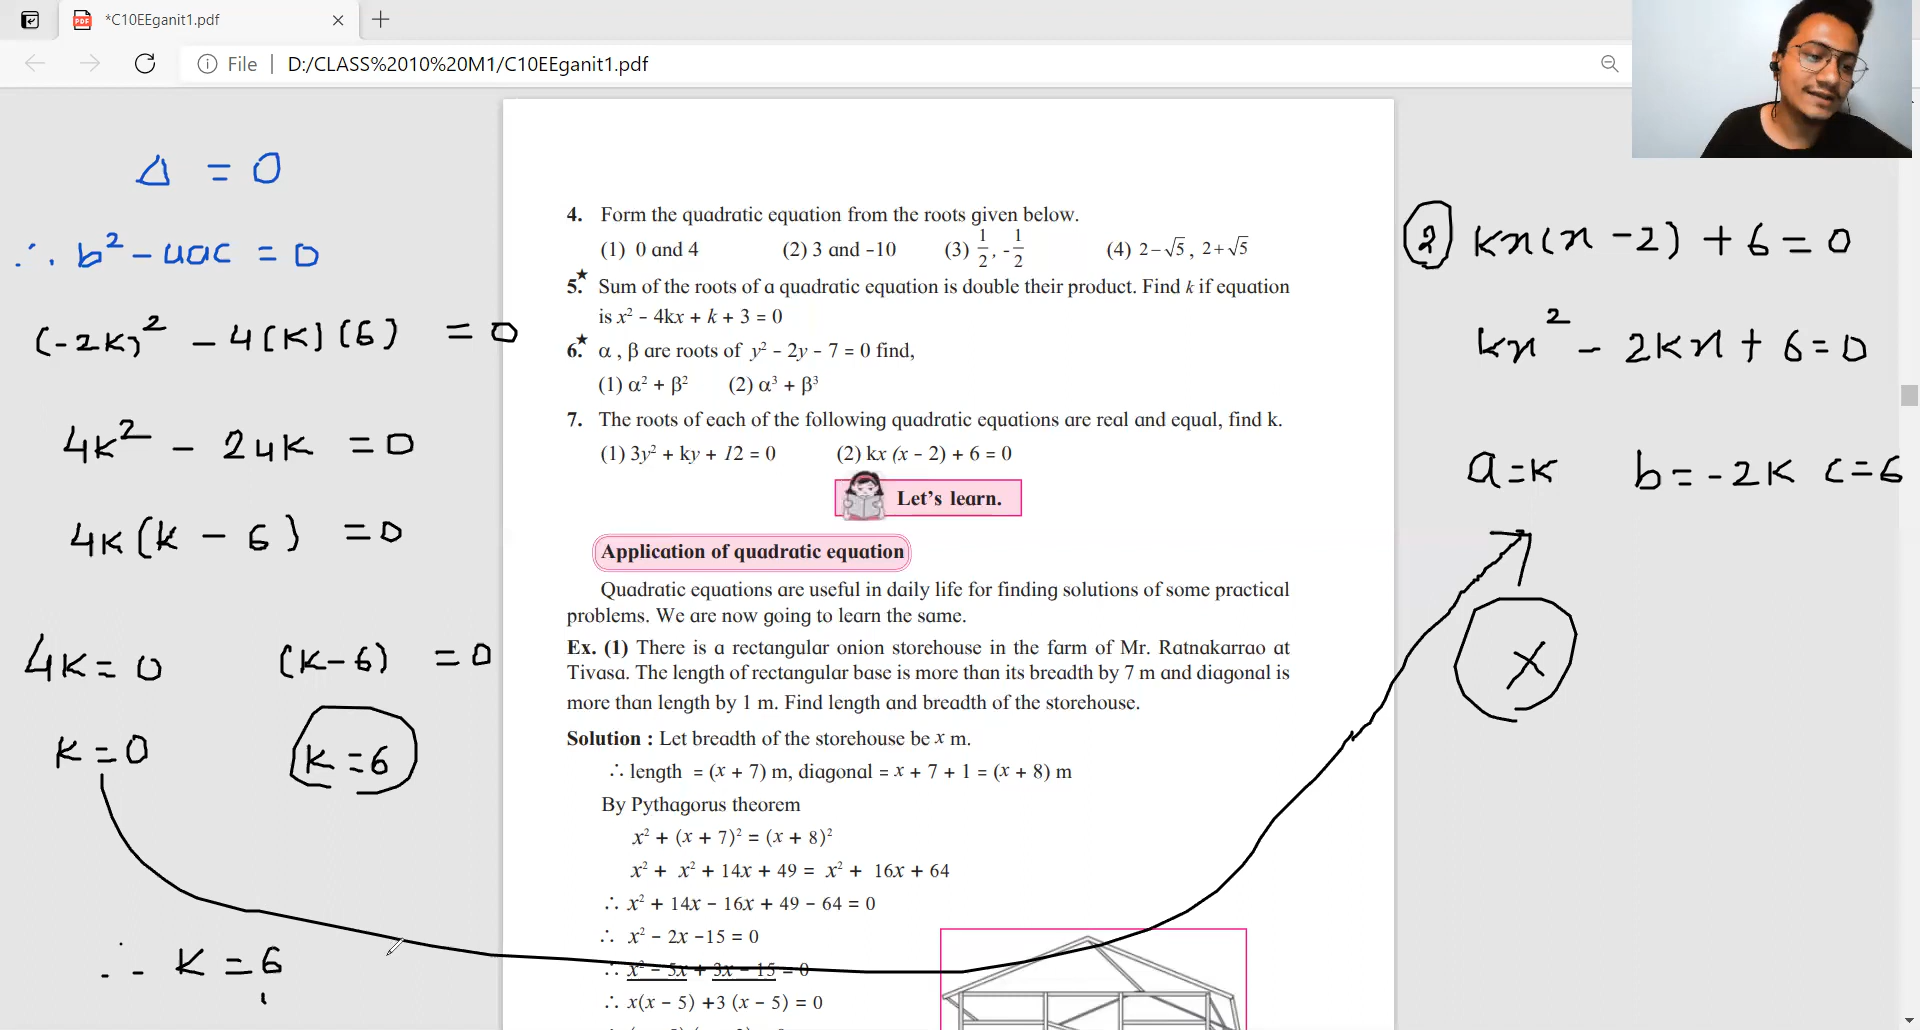 *C10EEganit1.pdf
File | D:/CLASS%2010%20M1/C10EEganit1.pdf
Δ = 0
∴ b² - 4ac = 0
(-2k)² - 4(k)(6) = 0
4k² - 24k = 0
4k(k - 6) = 0
4k = 0 (k-6) = 0
k = 0 k = 6
∴ k = 6
4. Form the quadratic equation from the roots given below.
(1) 0 and 4 (2) 3 and -10 (3) 1/2, -1/2 (4) 2-√5, 2+√5
5.★ Sum of the roots of a quadratic equation is double their product. Find k if equation
is x² - 4kx + k + 3 = 0
6.★ α , β are roots of y² - 2y - 7 = 0 find,
(1) α² + β² (2) α³ + β³
7. The roots of each of the following quadratic equations are real and equal, find k.
(1) 3y² + ky + 12 = 0 (2) kx (x - 2) + 6 = 0
Let's learn.
Application of quadratic equation
Quadratic equations are useful in daily life for finding solutions of some practical
problems. We are now going to learn the same.
Ex. (1) There is a rectangular onion storehouse in the farm of Mr. Ratnakarrao at
Tivasa. The length of rectangular base is more than its breadth by 7 m and diagonal is
more than length by 1 m. Find length and breadth of the storehouse.
Solution : Let breadth of the storehouse be x m.
∴ length = (x + 7) m, diagonal = x + 7 + 1 = (x + 8) m
By Pythagorus theorem
x² + (x + 7)² = (x + 8)²
x² + x² + 14x + 49 = x² + 16x + 64
∴ x² + 14x - 16x + 49 - 64 = 0
∴ x² - 2x -15 = 0
∴ x² - 5x + 3x - 15 = 0
∴ x(x - 5) +3 (x - 5) = 0
2 kx(x - 2) + 6 = 0
kx² - 2kx + 6 = 0
a = k b = -2k c = 6
x